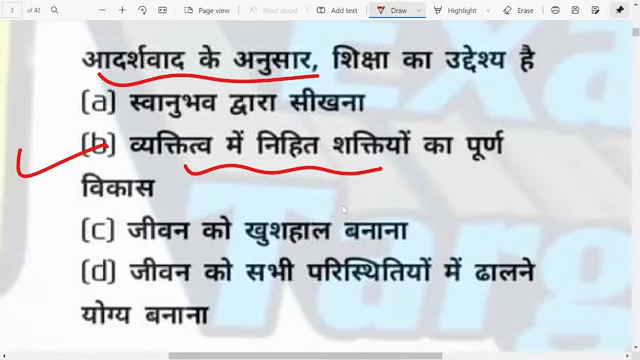 3 of 42
Page view
Read aloud
Add text
Draw
Highlight
Erase
आदर्शवाद के अनुसार, शिक्षा का उद्देश्य है
(a) स्वानुभव द्वारा सीखना
(b) व्यक्तित्व में निहित शक्तियों का पूर्ण
विकास
(c) जीवन को खुशहाल बनाना
(d) जीवन को सभी परिस्थितियों में ढालने
योग्य बनाना